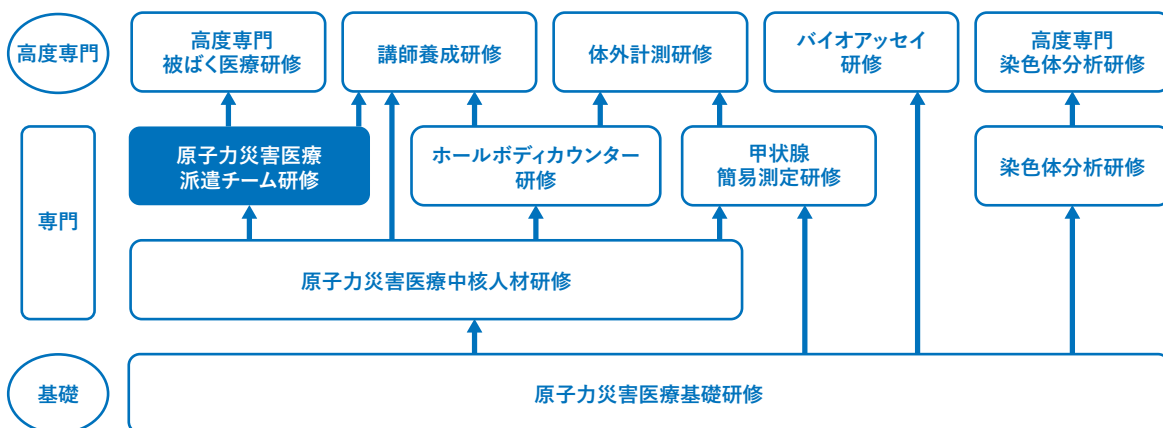 高度専門
高度専門
被ばく医療研修
講師養成研修
体外計測研修
バイオアッセイ
研修
高度専門
染色体分析研修
専門
原子力災害医療
派遣チーム研修
ホールボディカウンター
研修
甲状腺
簡易測定研修
染色体分析研修
原子力災害医療中核人材研修
基礎
原子力災害医療基礎研修